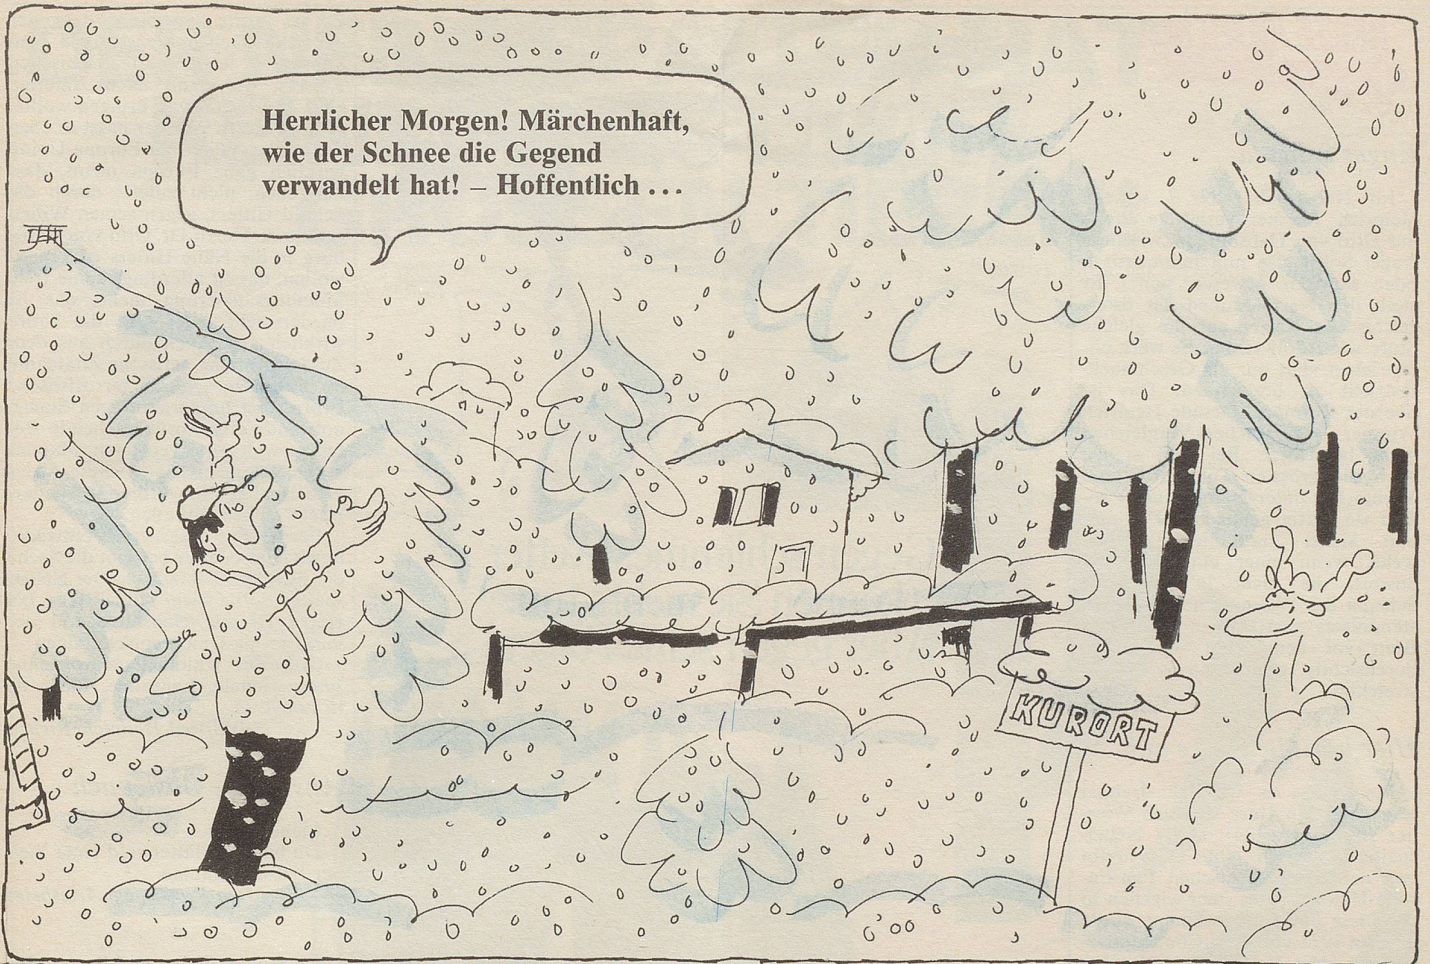 Herrlicher Morgen! Märchenhaft,
wie der Schnee die Gegend
verwandelt hat! – Hoffentlich ...
KURORT